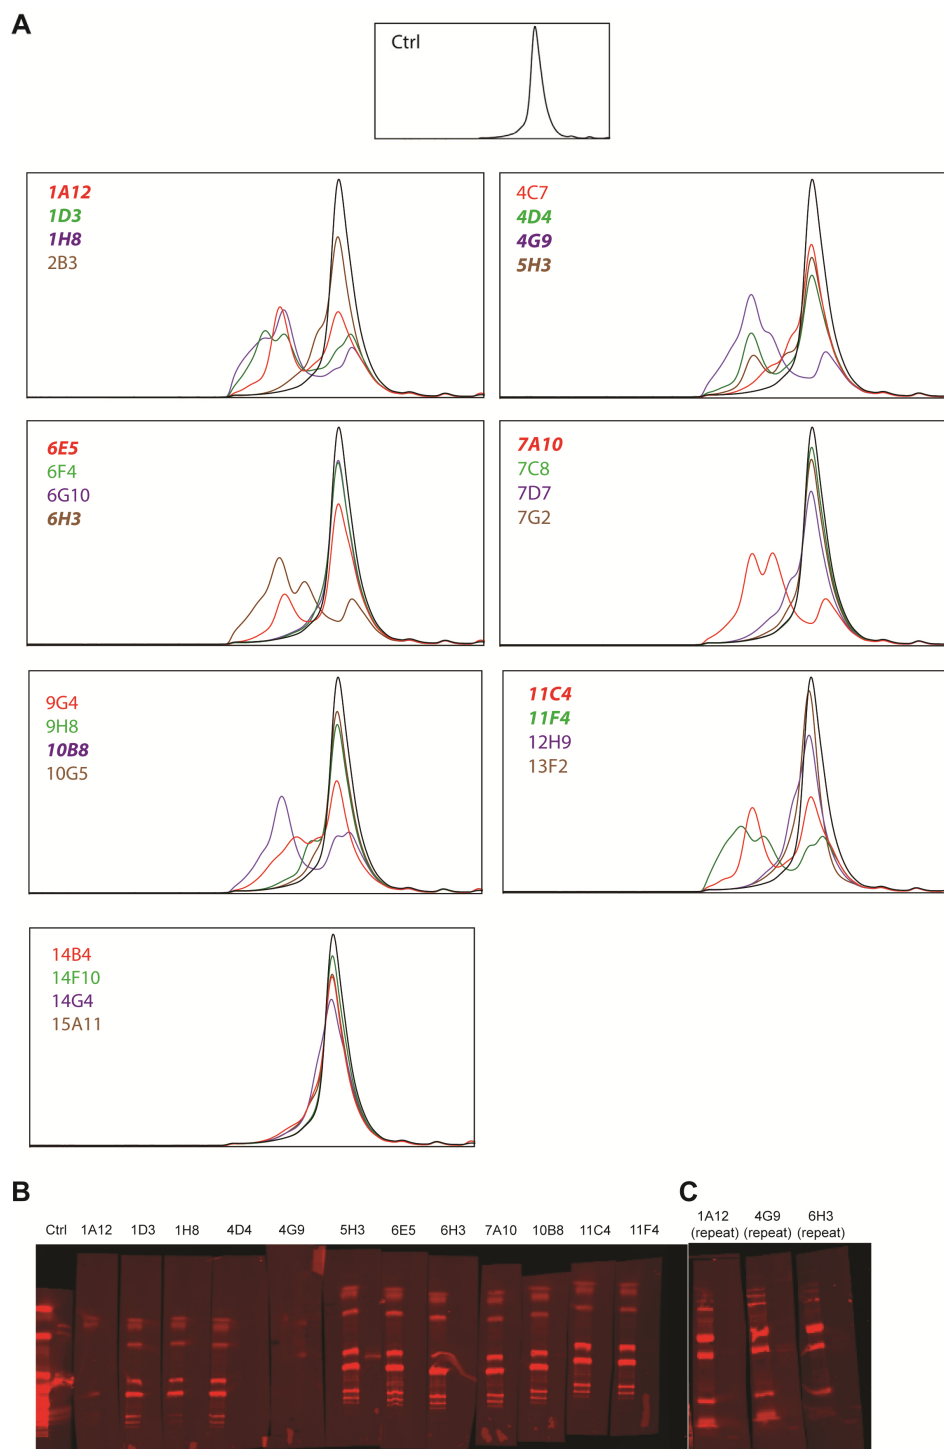 A
Ctrl
1A12
1D3
1H8
2B3
4C7
4D4
4G9
5H3
6E5
6F4
6G10
6H3
7A10
7C8
7D7
7G2
9G4
9H8
10B8
10G5
11C4
11F4
12H9
13F2
14B4
14F10
14G4
15A11
B
Ctrl 1A12 1D3 1H8 4D4 4G9 5H3 6E5 6H3 7A10 10B8 11C4 11F4
C
1A12 4G9 6H3
(repeat) (repeat) (repeat)